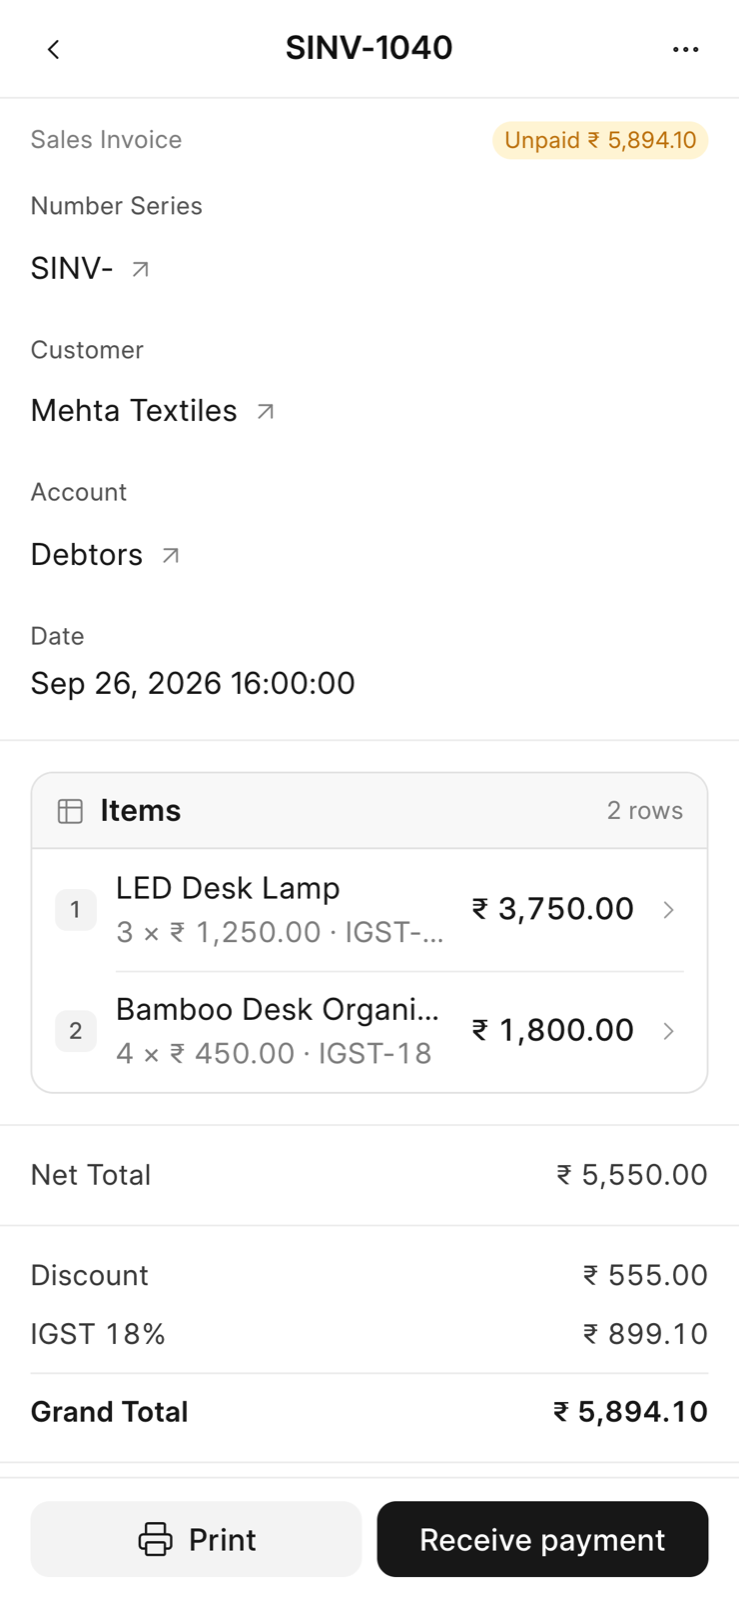 SINV-1040
Sales Invoice
Unpaid ₹ 5,894.10
Number Series
SINV-
Customer
Mehta Textiles
Account
Debtors
Date
Sep 26, 2026 16:00:00
Items
2 rows
1
LED Desk Lamp
3 × ₹ 1,250.00 · IGST-...
₹ 3,750.00
2
Bamboo Desk Organi...
4 × ₹ 450.00 · IGST-18
₹ 1,800.00
Net Total
₹ 5,550.00
Discount
₹ 555.00
IGST 18%
₹ 899.10
Grand Total
₹ 5,894.10
Print
Receive payment